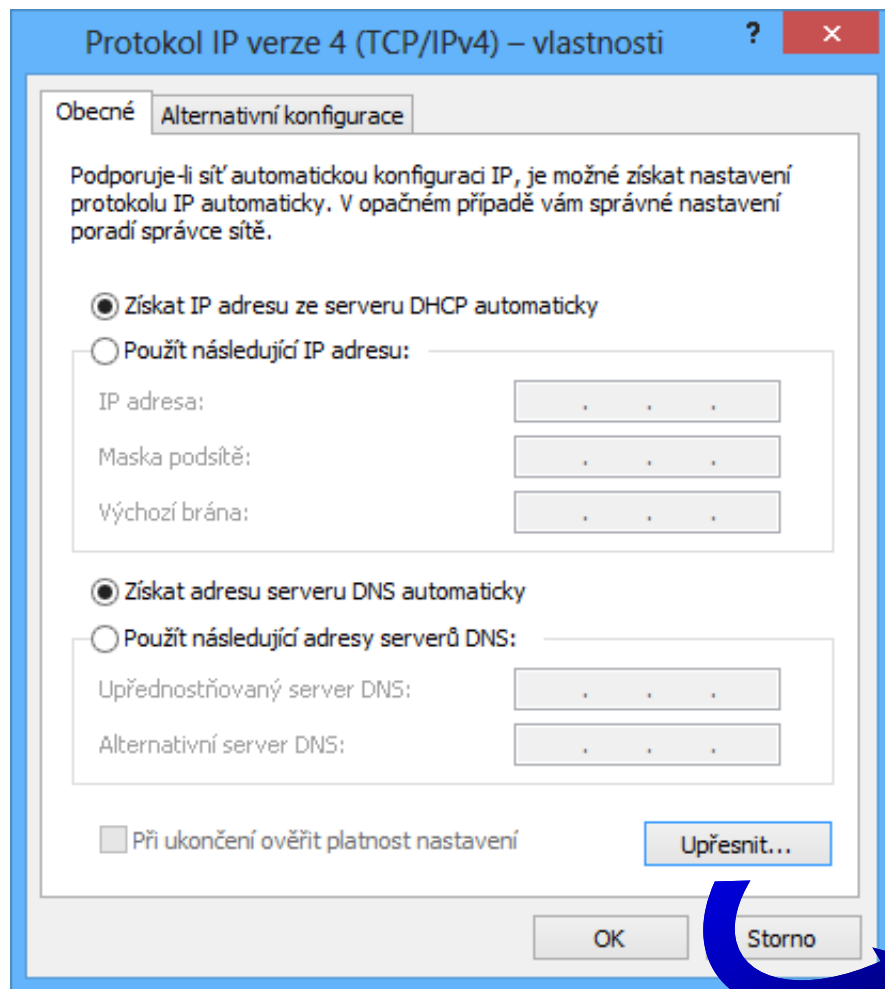 Protokol IP verze 4 (TCP/IPv4) – vlastnosti
?
Obecné
Alternativní konfigurace
Podporuje-li síť automatickou konfiguraci IP, je možné získat nastavení
protokolu IP automaticky. V opačném případě vám správné nastavení
poradí správce sítě.
Získat IP adresu ze serveru DHCP automaticky
Použít následující IP adresu:
IP adresa:
Maska podsítě:
Výchozí brána:
Získat adresu serveru DNS automaticky
Použít následující adresy serverů DNS:
Upřednostňovaný server DNS:
Alternativní server DNS:
Při ukončení ověřit platnost nastavení
Upřesnit...
OK
Storno